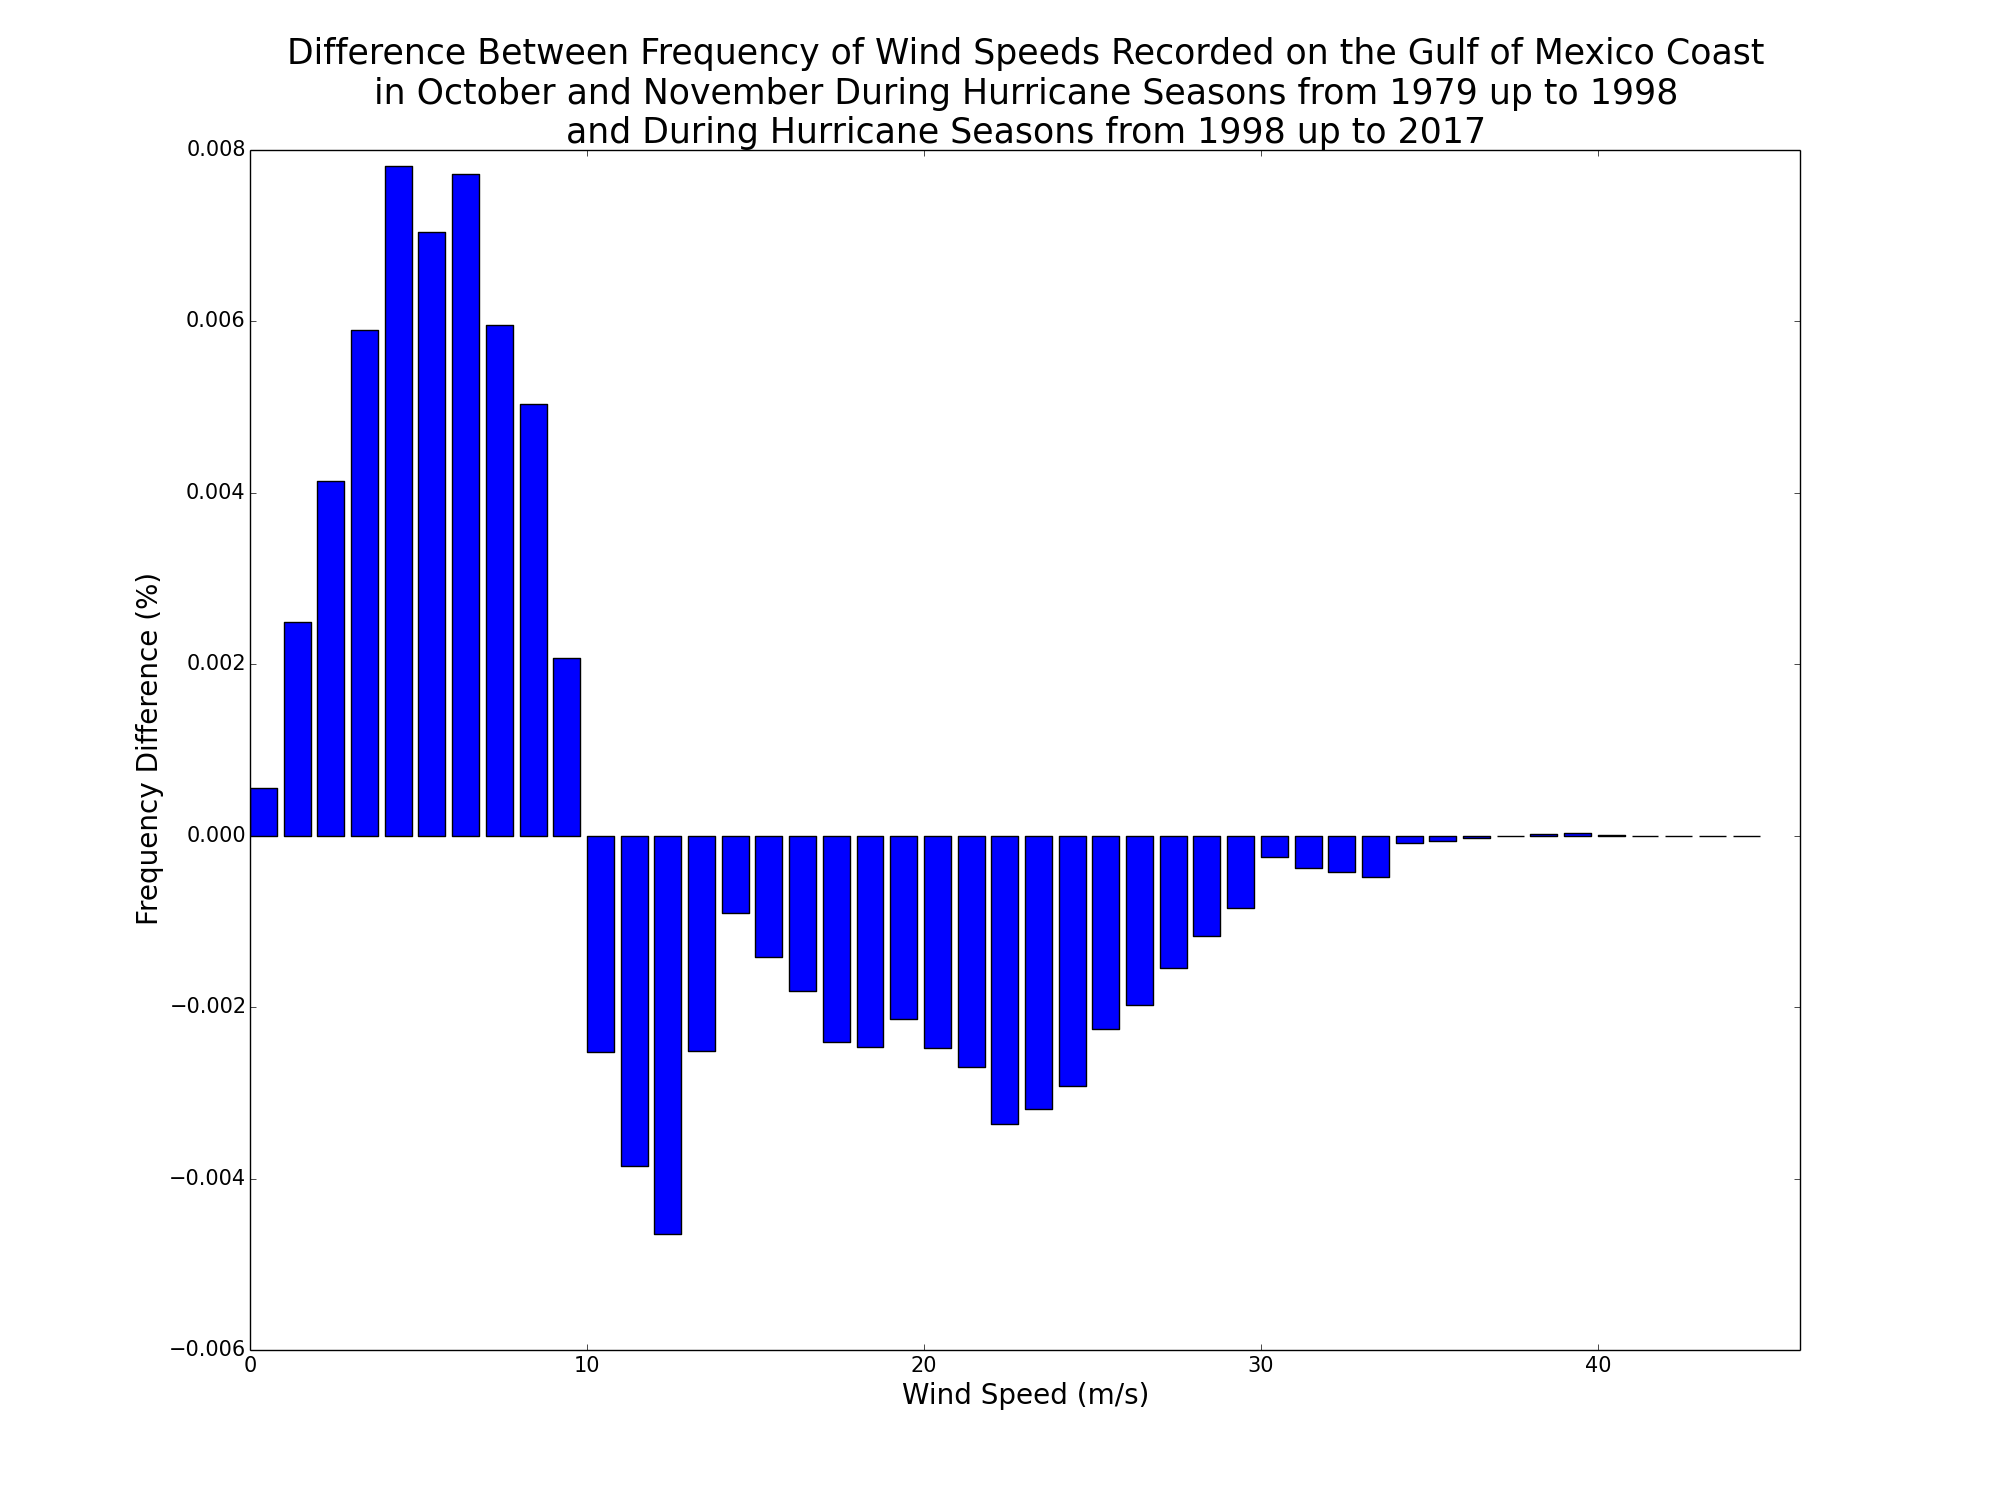 Difference Between Frequency of Wind Speeds Recorded on the Gulf of Mexico Coast
in October and November During Hurricane Seasons from 1979 up to 1998
and During Hurricane Seasons from 1998 up to 2017
0.008
0.006
0.004
0.002
0.000
−0.002
−0.004
−0.006
Frequency Difference (%)
0 10 20 30 40
Wind Speed (m/s)